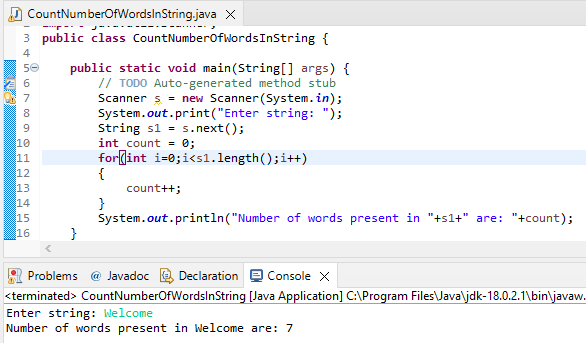 CountNumberOfWordsInString.java
3 public class CountNumberOfWordsInString {
4
5 public static void main(String[] args) {
6 // TODO Auto-generated method stub
7 Scanner s = new Scanner(System.in);
8 System.out.print("Enter string: ");
9 String s1 = s.next();
10 int count = 0;
11 for(int i=0;i<s1.length();i++)
12 {
13 count++;
14 }
15 System.out.println("Number of words present in "+s1+" are: "+count);
16 }
Problems @ Javadoc Declaration Console
<terminated> CountNumberOfWordsInString [Java Application] C:\Program Files\Java\jdk-18.0.2.1\bin\javaw.
Enter string: Welcome
Number of words present in Welcome are: 7